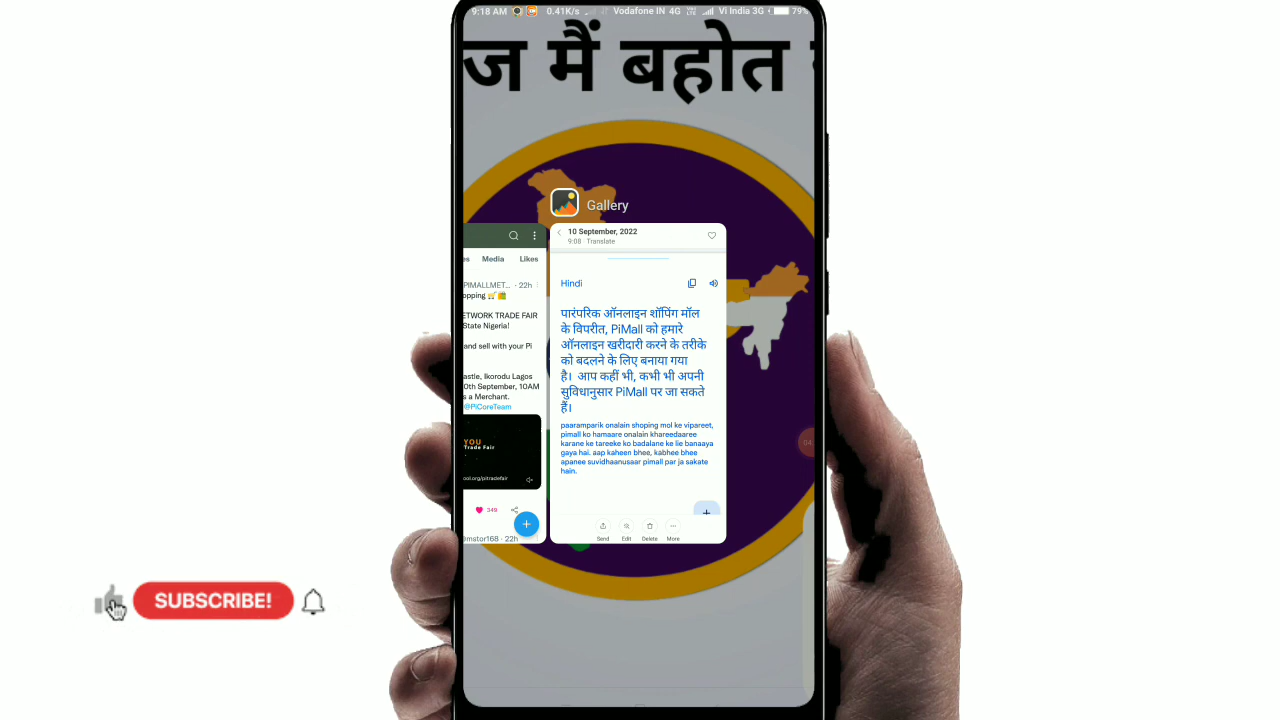 9:18 AM 0.41K/s Vodafone IN 4G Vi India 3G 79%
ज मैं बहोत
Gallery
10 September, 2022
9:08 · Translate
es Media Likes
Hindi
PIMALLMET... · 22h
opping
ETWORK TRADE FAIR
State Nigeria!
and sell with your Pi
astle, Ikorodu Lagos
0th September, 10AM
s a Merchant.
@PiCoreTeam
YOU
Trade Fair
ool.org/pitradefair
349
@mstor168 · 22h
पारंपरिक ऑनलाइन शॉपिंग मॉल
के विपरीत, PiMall को हमारे
ऑनलाइन खरीदारी करने के तरीके
को बदलने के लिए बनाया गया
है। आप कहीं भी, कभी भी अपनी
सुविधानुसार PiMall पर जा सकते
हैं।
paaramparik onalain shoping mol ke vipareet,
pimall ko hamaare onalain khareedaaree
karane ke tareeke ko badalane ke lie banaaya
gaya hai. aap kaheen bhee, kabhee bhee
apanee suvidhaanusaar pimall par ja sakate
hain.
Send Edit Delete More
04
SUBSCRIBE!